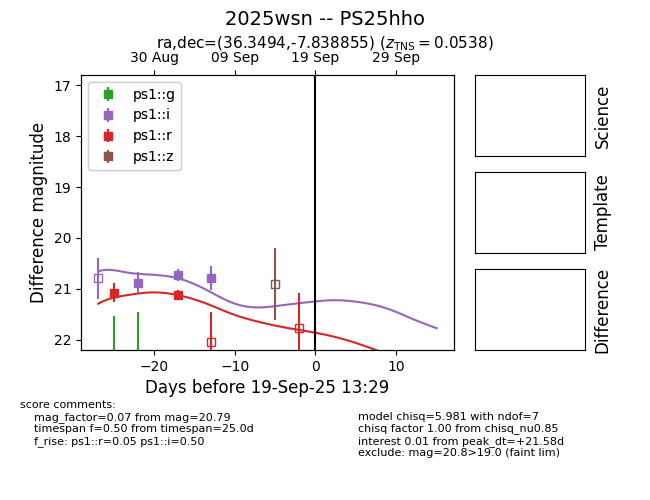 2025wsn -- PS25hho
ra,dec=(36.3494,-7.838855) (zTNS = 0.0538)
30 Aug 09 Sep 19 Sep 29 Sep
ps1::g
ps1::i
ps1::r
ps1::z
17
18
19
20
21
22
Difference magnitude
−20 −10 0 10
Days before 19-Sep-25 13:29
Science
Template
Difference
score comments:
mag_factor=0.07 from mag=20.79
timespan f=0.50 from timespan=25.0d
f_rise: ps1::r=0.05 ps1::i=0.50
model chisq=5.981 with ndof=7
chisq factor 1.00 from chisq_nu0.85
interest 0.01 from peak_dt=+21.58d
exclude: mag=20.8>19.0 (faint lim)